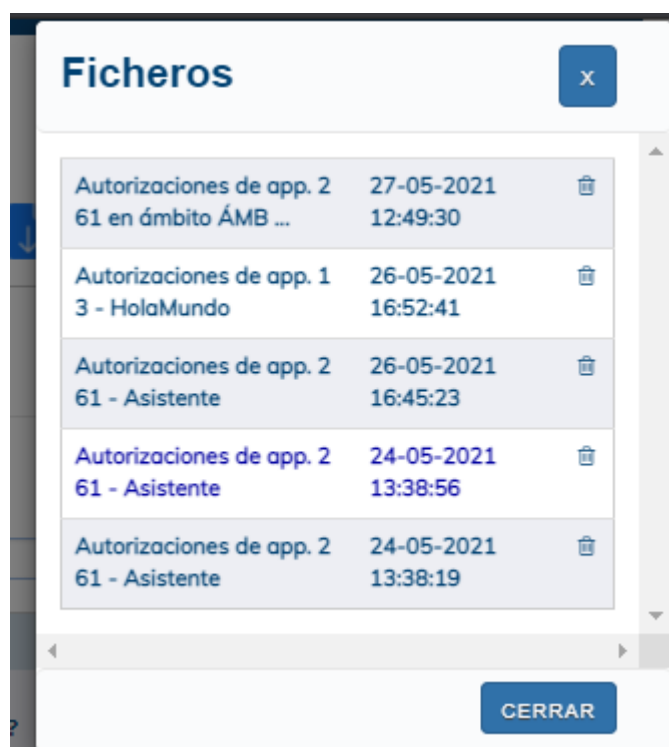 Ficheros
x
Autorizaciones de app. 2 27-05-2021
61 en ámbito ÁMB ... 12:49:30
Autorizaciones de app. 1 26-05-2021
3 - HolaMundo 16:52:41
Autorizaciones de app. 2 26-05-2021
61 - Asistente 16:45:23
Autorizaciones de app. 2 24-05-2021
61 - Asistente 13:38:56
Autorizaciones de app. 2 24-05-2021
61 - Asistente 13:38:19
CERRAR
?